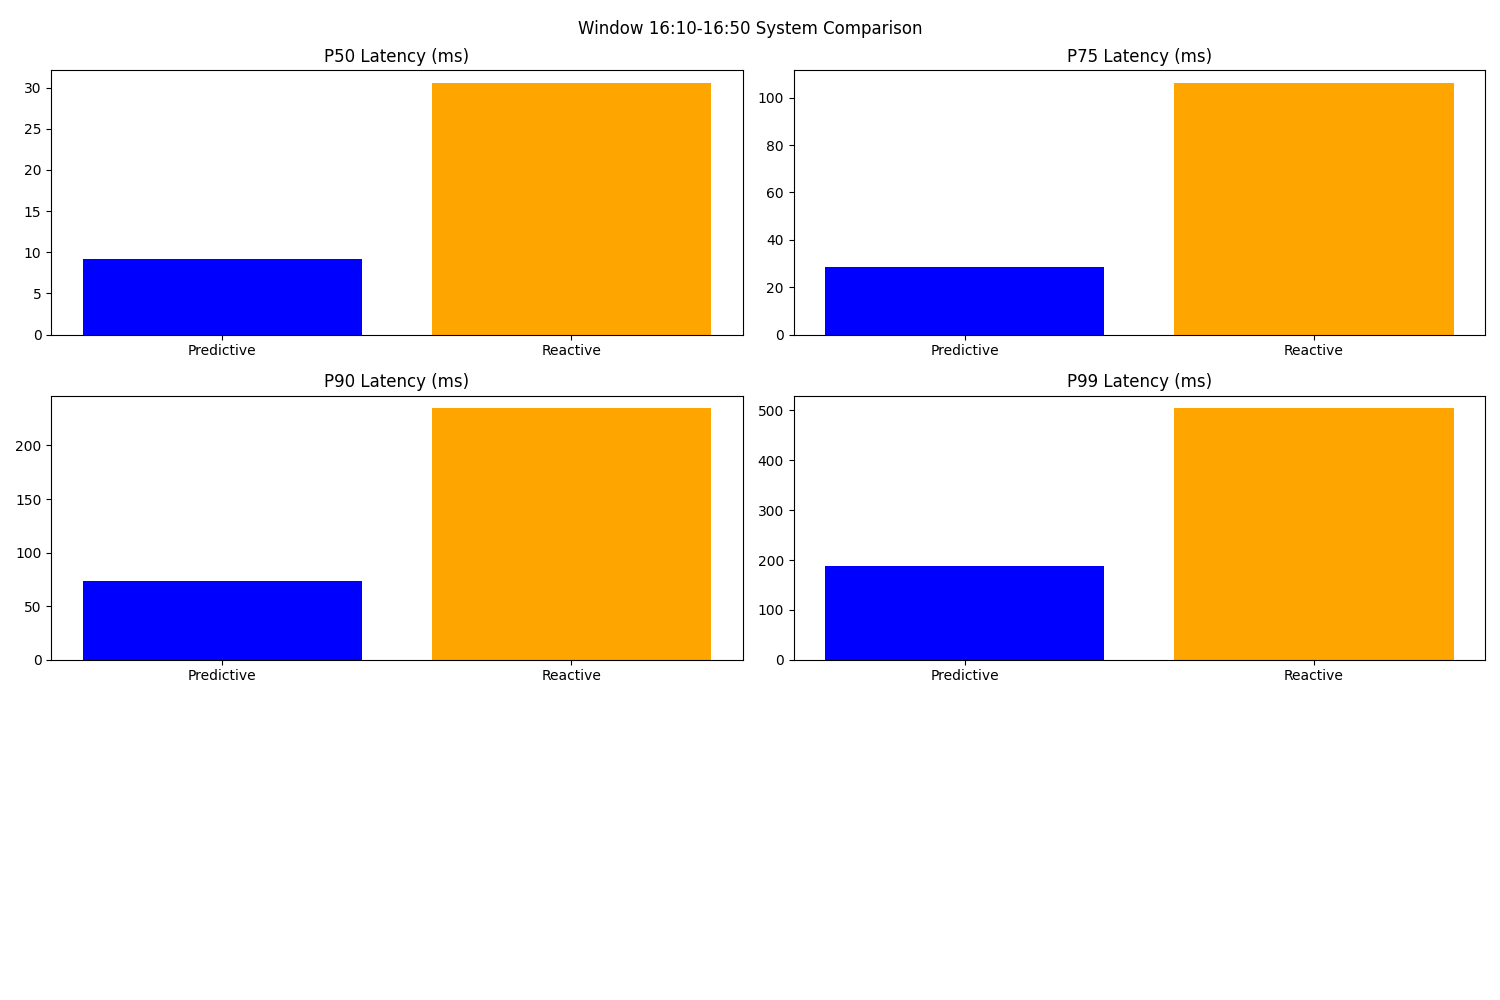 Window 16:10-16:50 System Comparison
P50 Latency (ms)
30
25
20
15
10
5
0
Predictive
Reactive
P75 Latency (ms)
100
80
60
40
20
0
Predictive
Reactive
P90 Latency (ms)
200
150
100
50
0
Predictive
Reactive
P99 Latency (ms)
500
400
300
200
100
0
Predictive
Reactive